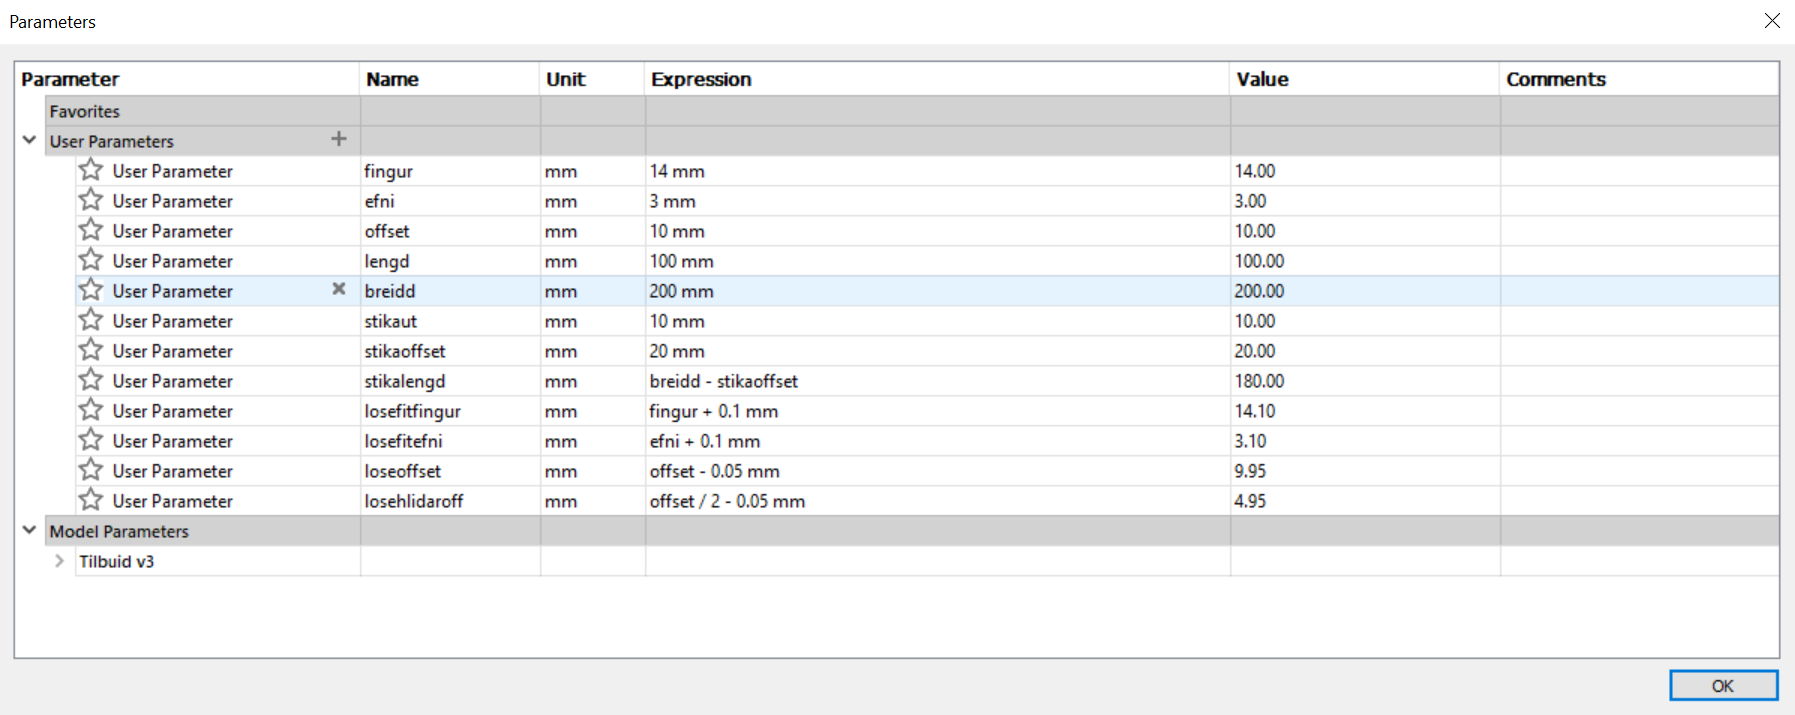 Parameters
Parameter Name Unit Expression Value Comments
Favorites
User Parameters +
User Parameter fingur mm 14 mm 14.00
User Parameter efni mm 3 mm 3.00
User Parameter offset mm 10 mm 10.00
User Parameter lengd mm 100 mm 100.00
User Parameter breidd mm 200 mm 200.00
User Parameter stikaut mm 10 mm 10.00
User Parameter stikaoffset mm 20 mm 20.00
User Parameter stikalengd mm breidd - stikaoffset 180.00
User Parameter losefitfingur mm fingur + 0.1 mm 14.10
User Parameter losefitefni mm efni + 0.1 mm 3.10
User Parameter loseoffset mm offset - 0.05 mm 9.95
User Parameter losehlidaroff mm offset / 2 - 0.05 mm 4.95
Model Parameters
Tilbuid v3
OK